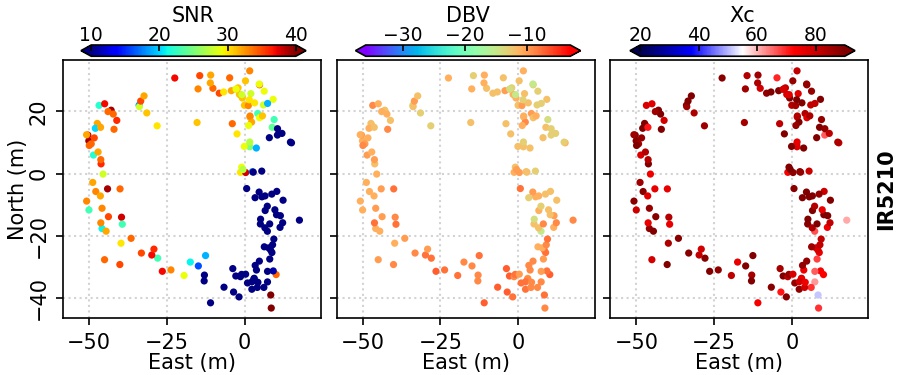 SNR DBV Xc
10 20 30 40 −30 −20 −10 20 40 60 80
20
0
−20
−40
North (m)
−50 −25 0 −50 −25 0 −50 −25 0
East (m) East (m) East (m)
IR5210